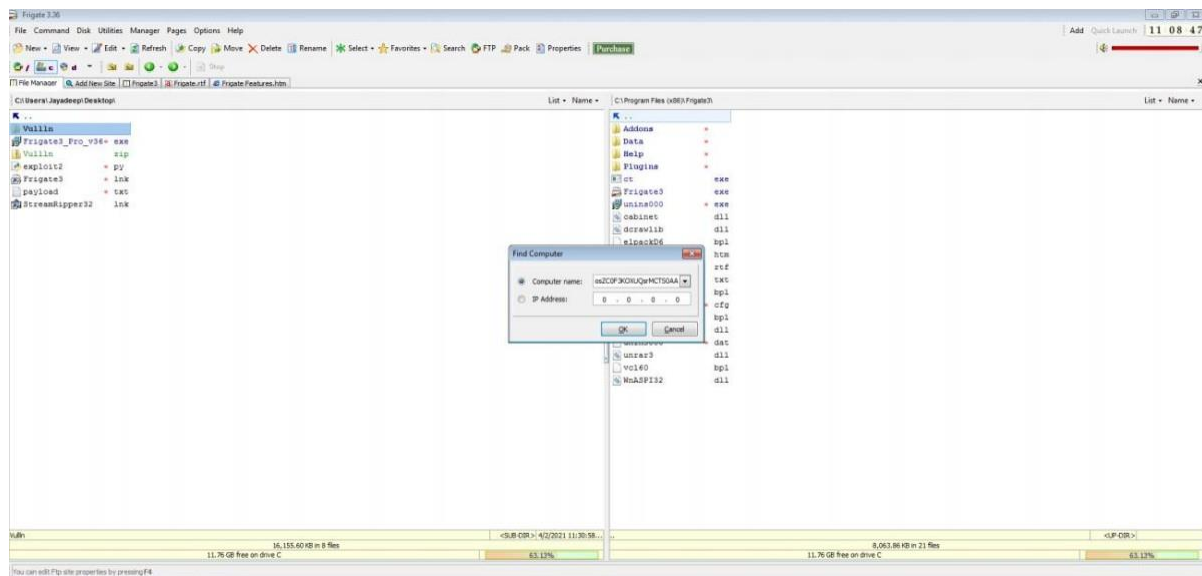 Frigate 3.36
File Command Disk Utilities Manager Pages Options Help
Add Quick Launch 11 08 47
New View Edit Refresh Copy Move Delete Rename Select Favorites Search FTP Pack Properties Purchase
c d Stop
File Manager Add New Site Frigate3 Frigate.rtf Frigate Features.htm
C:\Users\Jayadeep\Desktop\ List Name
..
Vullln
Frigate3_Pro_v36 exe
Vullln zip
exploit2 py
Frigate3 lnk
payload txt
StreamRipper32 lnk
C:\Program Files (x86)\Frigate3\ List Name
..
Addons
Data
Help
Plugins
ct exe
Frigate3 exe
unins000 exe
cabinet dll
dcrawlib dll
elpackD6 bpl
htm
rtf
txt
bpl
cfg
bpl
dll
unins000 dat
unrar3 dll
vcl60 bpl
WnASPI32 dll
Find Computer
Computer name:
IP Address: 0 . 0 . 0 . 0
OK Cancel
<SUB-DIR> 4/2/2021 11:30:58...
16,155.60 KB in 8 files
11.76 GB free on drive C 63.13%
.. <UP-DIR>
8,063.86 KB in 21 files
11.76 GB free on drive C 63.13%
You can edit Ftp site properties by pressing F4